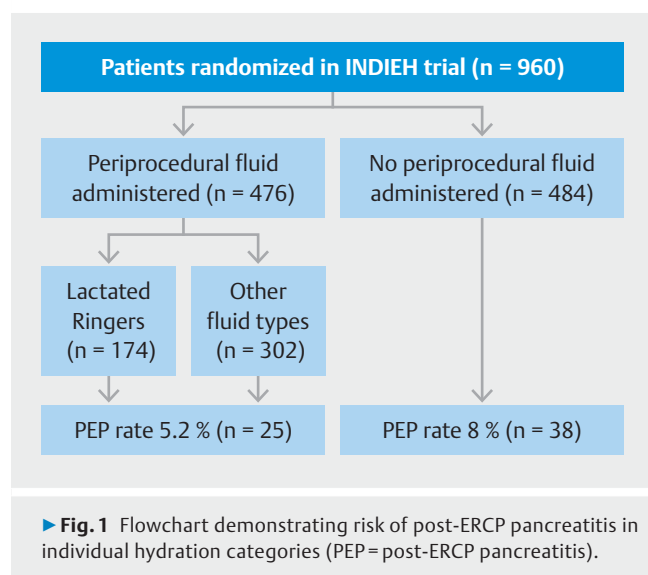 Patients randomized in INDIEH trial (n = 960)
Periprocedural fluid
administered (n = 476)
No periprocedural fluid
administered (n = 484)
Lactated
Ringers
(n = 174)
Other
fluid types
(n = 302)
PEP rate 5.2 % (n = 25)
PEP rate 8 % (n = 38)
►Fig. 1 Flowchart demonstrating risk of post-ERCP pancreatitis in
individual hydration categories (PEP = post-ERCP pancreatitis).